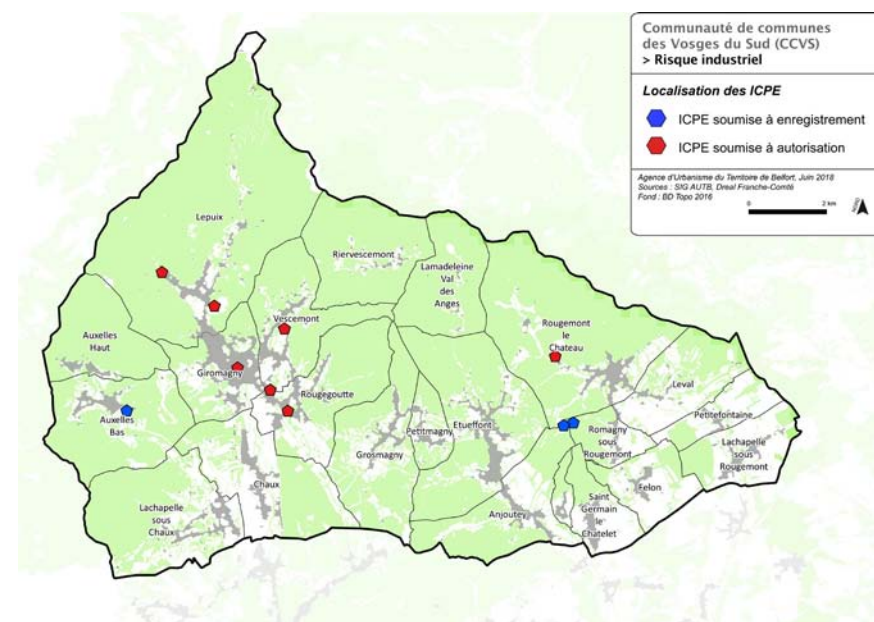 Communauté de communes
des Vosges du Sud (CCVS)
> Risque industriel
Localisation des ICPE
ICPE soumise à enregistrement
ICPE soumise à autorisation
Agence d'Urbanisme du Territoire de Belfort, Juin 2018
Sources : SIG AUTB, Dreal Franche-Comté
Fond : BD Topo 2016
0 2 km
Lepuix
Riervescemont
Lamadeleine
Val
des
Anges
Vescemont
Rougemont
le
Chateau
Auxelles
Haut
Giromagny
Leval
Rougegoutte
Auxelles
Bas
Petitefontaine
Etueffont
Petitmagny
Romagny
sous
Rougemont
Lachapelle
sous
Rougemont
Grosmagny
Chaux
Felon
Saint
Germain
le
Chatelet
Lachapelle
sous
Chaux
Anjoutey